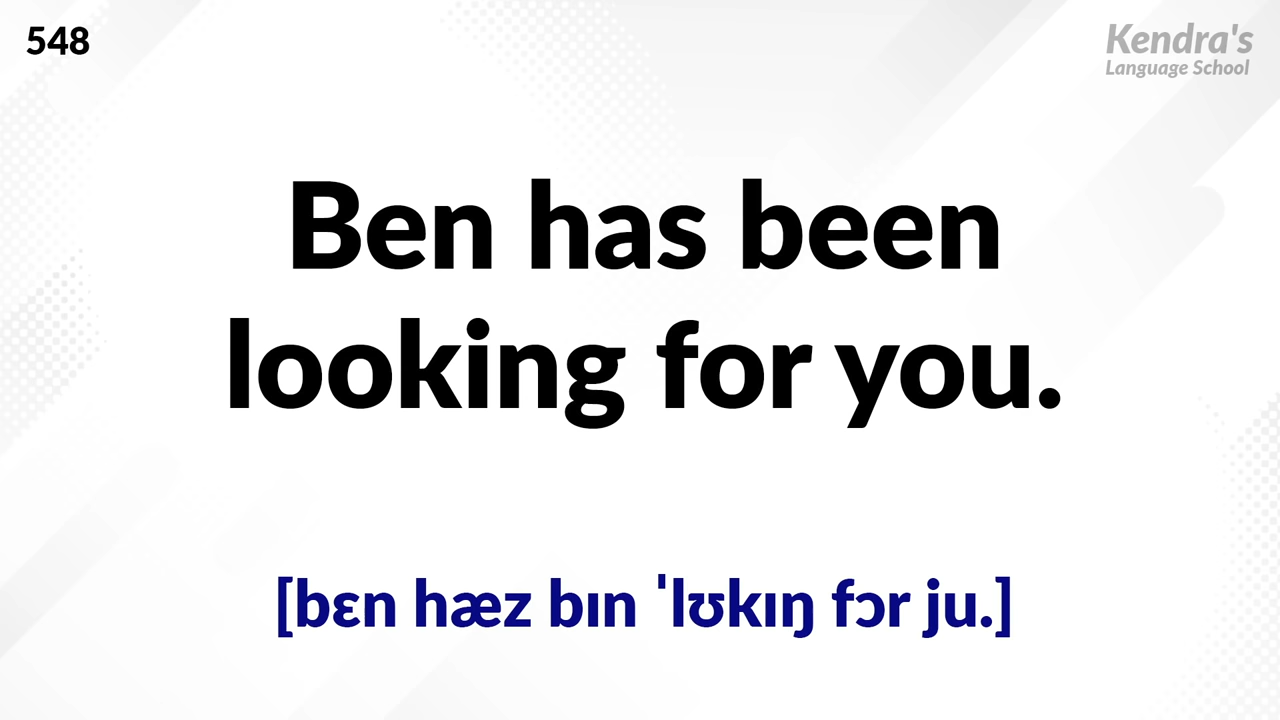 548
Kendra's
Language School
Ben has been
looking for you.
[bɛn hæz bɪn ˈlʊkɪŋ fɔr ju.]